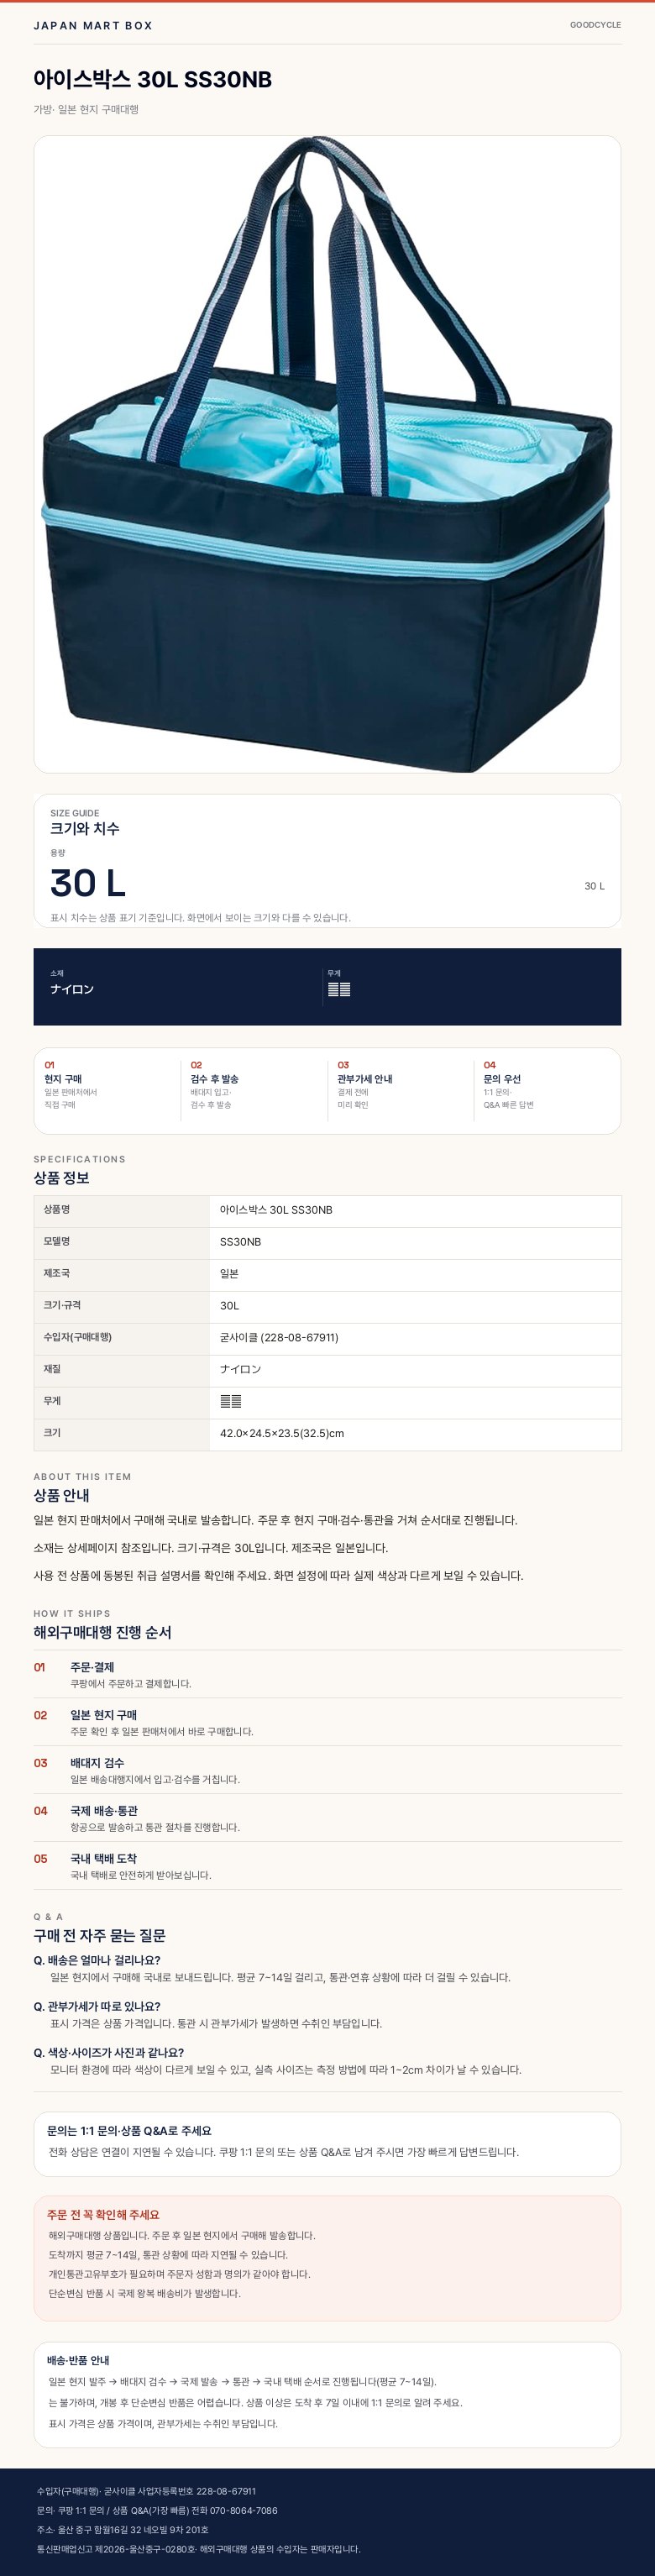 JAPAN MART BOX
GOODCYCLE
아이스박스 30L SS30NB
가방· 일본 현지 구매대행
SIZE GUIDE
크기와 치수
용량
30 L
30 L
표시 치수는 상품 표기 기준입니다. 화면에서 보이는 크기와 다를 수 있습니다.
소재
ナイロン
무게
01
현지 구매
일본 판매처에서
직접 구매
02
검수 후 발송
배대지 입고·
검수 후 발송
03
관부가세 안내
결제 전에
미리 확인
04
문의 우선
1:1 문의·
Q&A 빠른 답변
SPECIFICATIONS
상품 정보
상품명 아이스박스 30L SS30NB
모델명 SS30NB
제조국 일본
크기·규격 30L
수입자(구매대행) 굳사이클 (228-08-67911)
재질 ナイロン
무게
크기 42.0×24.5×23.5(32.5)cm
ABOUT THIS ITEM
상품 안내
일본 현지 판매처에서 구매해 국내로 발송합니다. 주문 후 현지 구매·검수·통관을 거쳐 순서대로 진행됩니다.
소재는 상세페이지 참조입니다. 크기·규격은 30L입니다. 제조국은 일본입니다.
사용 전 상품에 동봉된 취급 설명서를 확인해 주세요. 화면 설정에 따라 실제 색상과 다르게 보일 수 있습니다.
HOW IT SHIPS
해외구매대행 진행 순서
01 주문·결제
쿠팡에서 주문하고 결제합니다.
02 일본 현지 구매
주문 확인 후 일본 판매처에서 바로 구매합니다.
03 배대지 검수
일본 배송대행지에서 입고·검수를 거칩니다.
04 국제 배송·통관
항공으로 발송하고 통관 절차를 진행합니다.
05 국내 택배 도착
국내 택배로 안전하게 받아보십니다.
Q & A
구매 전 자주 묻는 질문
Q. 배송은 얼마나 걸리나요?
일본 현지에서 구매해 국내로 보내드립니다. 평균 7~14일 걸리고, 통관·연휴 상황에 따라 더 걸릴 수 있습니다.
Q. 관부가세가 따로 있나요?
표시 가격은 상품 가격입니다. 통관 시 관부가세가 발생하면 수취인 부담입니다.
Q. 색상·사이즈가 사진과 같나요?
모니터 환경에 따라 색상이 다르게 보일 수 있고, 실측 사이즈는 측정 방법에 따라 1~2cm 차이가 날 수 있습니다.
문의는 1:1 문의·상품 Q&A로 주세요
전화 상담은 연결이 지연될 수 있습니다. 쿠팡 1:1 문의 또는 상품 Q&A로 남겨 주시면 가장 빠르게 답변드립니다.
주문 전 꼭 확인해 주세요
해외구매대행 상품입니다. 주문 후 일본 현지에서 구매해 발송합니다.
도착까지 평균 7~14일, 통관 상황에 따라 지연될 수 있습니다.
개인통관고유부호가 필요하며 주문자 성함과 명의가 같아야 합니다.
단순변심 반품 시 국제 왕복 배송비가 발생합니다.
배송·반품 안내
일본 현지 발주 → 배대지 검수 → 국제 발송 → 통관 → 국내 택배 순서로 진행됩니다(평균 7~14일).
는 불가하며, 개봉 후 단순변심 반품은 어렵습니다. 상품 이상은 도착 후 7일 이내에 1:1 문의로 알려 주세요.
표시 가격은 상품 가격이며, 관부가세는 수취인 부담입니다.
수입자(구매대행)· 굳사이클 사업자등록번호 228-08-67911
문의· 쿠팡 1:1 문의 / 상품 Q&A(가장 빠름) 전화 070-8064-7086
주소· 울산 중구 함월16길 32 네오빌 9차 201호
통신판매업신고 제2026-울산중구-0280호· 해외구매대행 상품의 수입자는 판매자입니다.